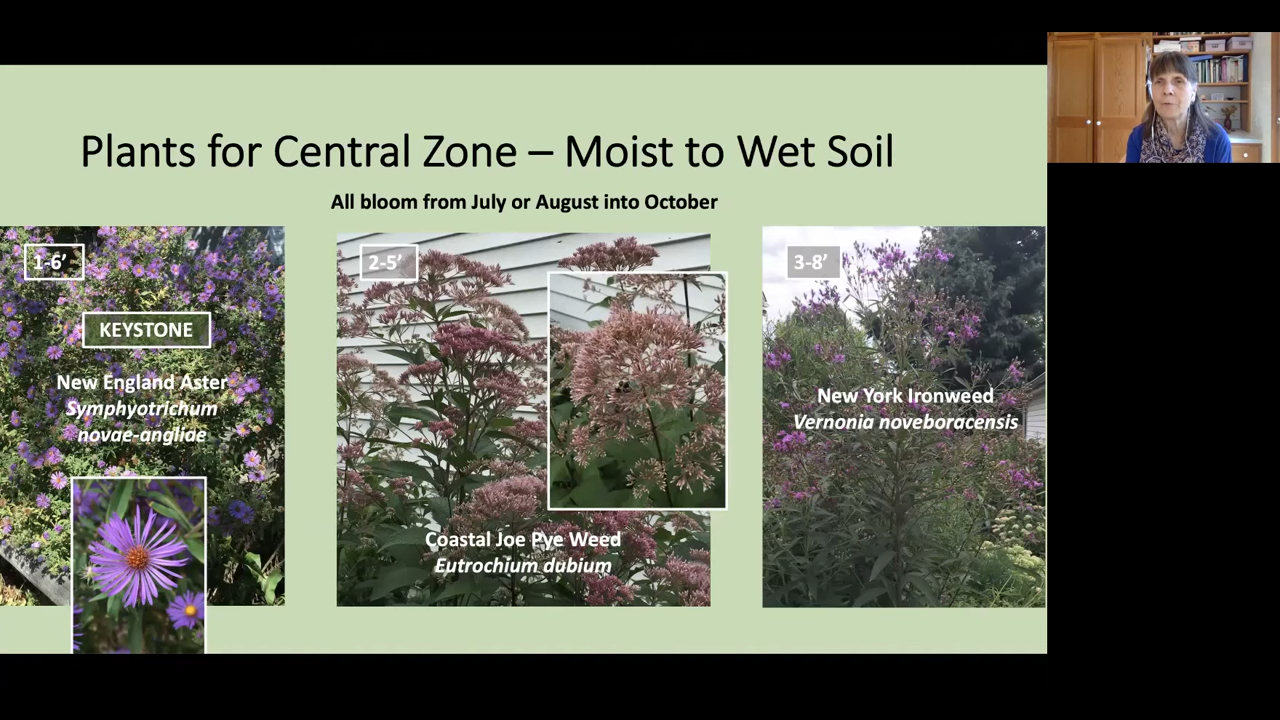 Plants for Central Zone – Moist to Wet Soil
All bloom from July or August into October
1-6’
KEYSTONE
New England Aster
Symphyotrichum
novae-angliae
2-5’
Coastal Joe Pye Weed
Eutrochium dubium
3-8’
New York Ironweed
Vernonia noveboracensis